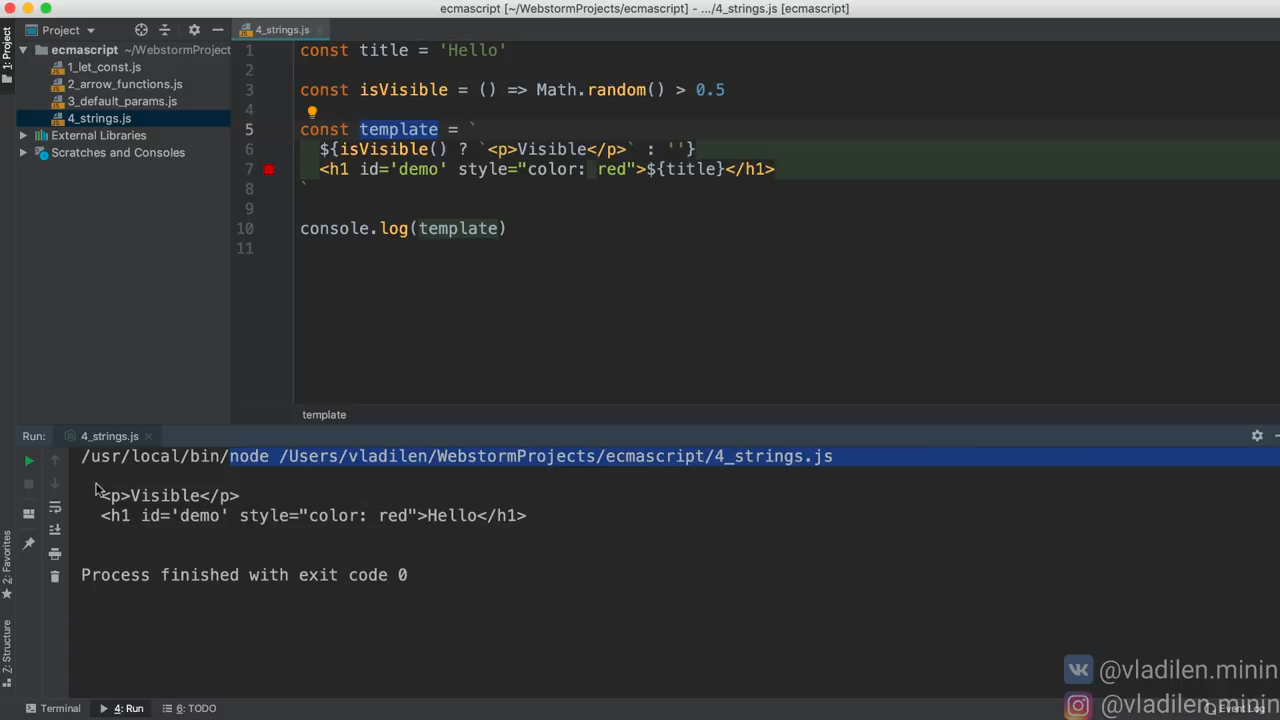 ecmascript [~/WebstormProjects/ecmascript] - .../4_strings.js [ecmascript]
1: Project
Project
4_strings.js
ecmascript ~/WebstormProject
1_let_const.js
2_arrow_functions.js
3_default_params.js
4_strings.js
External Libraries
Scratches and Consoles
1 const title = 'Hello'
2
3 const isVisible = () => Math.random() > 0.5
4
5 const template = `
6 ${isVisible() ? `<p>Visible</p>` : ''}
7 <h1 id='demo' style="color: red">${title}</h1>
8 `
9
10 console.log(template)
11
template
Run: 4_strings.js
/usr/local/bin/node /Users/vladilen/WebstormProjects/ecmascript/4_strings.js
<p>Visible</p>
<h1 id='demo' style="color: red">Hello</h1>
Process finished with exit code 0
2: Favorites
Z: Structure
@vladilen.minin
@vladilen.minin
Terminal 4: Run 6: TODO Event Log